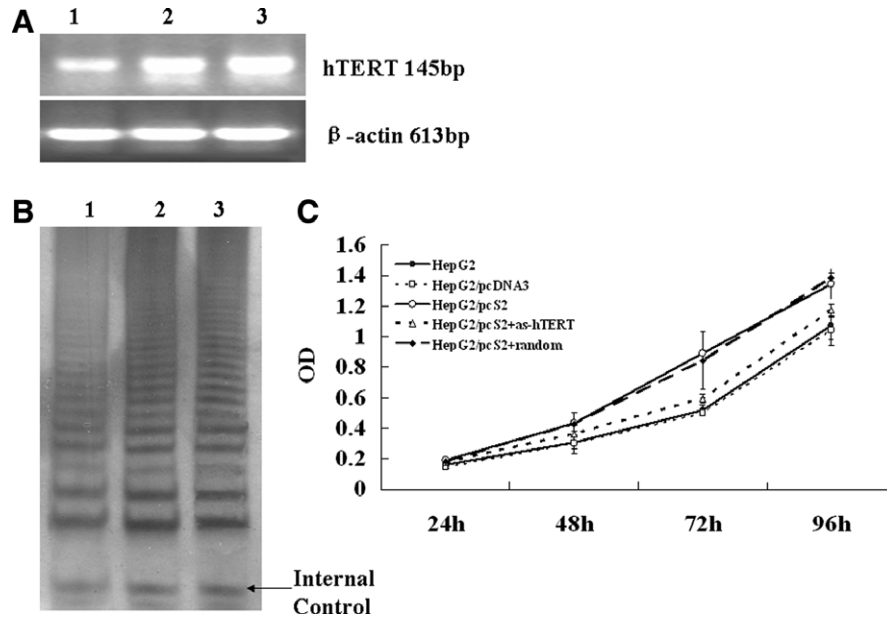 A
1 2 3
hTERT 145bp
β-actin 613bp
B
1 2 3
Internal
Control
C
1.6
1.4
1.2
1
0.8
0.6
0.4
0.2
0
OD
HepG2
HepG2/pcDNA3
HepG2/pcS2
HepG2/pcS2+as-hTERT
HepG2/pcS2+random
24h 48h 72h 96h